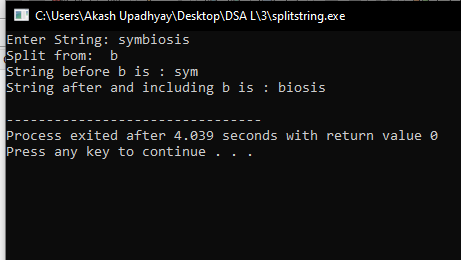 C:\Users\Akash Upadhyay\Desktop\DSA L\3\splitstring.exe
Enter String: symbiosis
Split from:  b
String before b is : sym
String after and including b is : biosis
--------------------------------
Process exited after 4.039 seconds with return value 0
Press any key to continue . . .